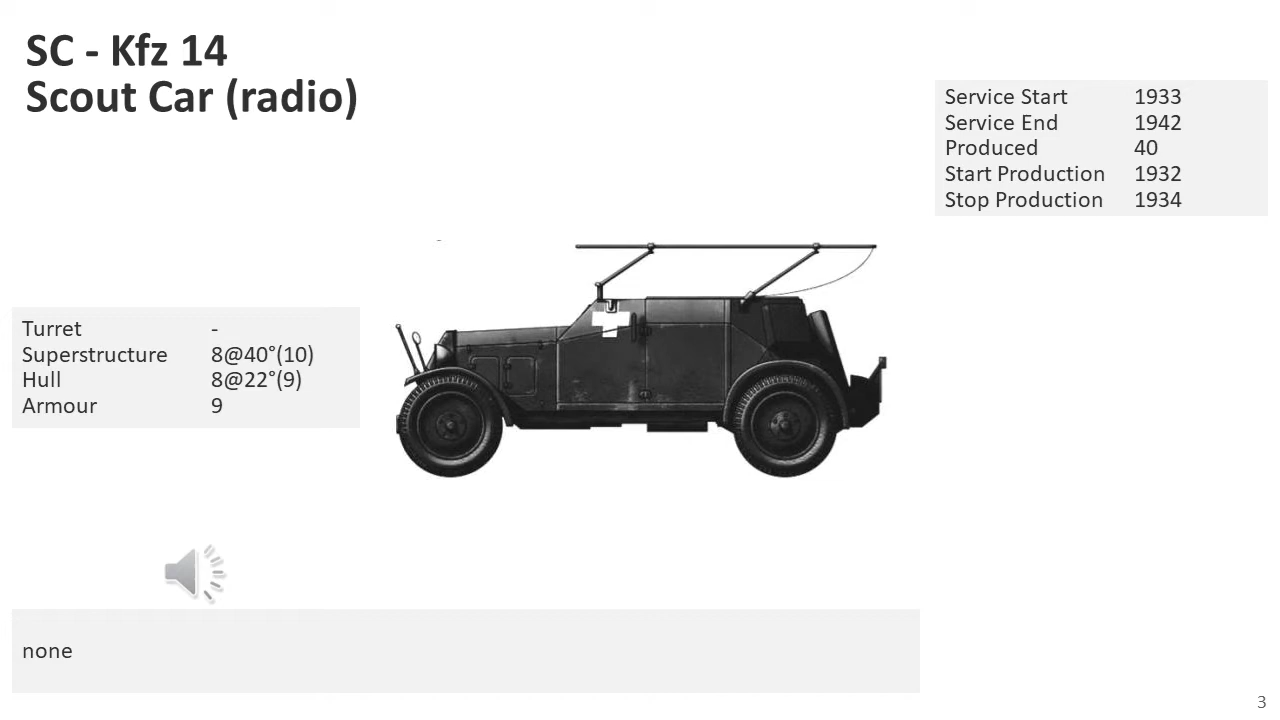 SC - Kfz 14
Scout Car (radio)
Service Start 1933
Service End 1942
Produced 40
Start Production 1932
Stop Production 1934
Turret -
Superstructure 8@40°(10)
Hull 8@22°(9)
Armour 9
none
3